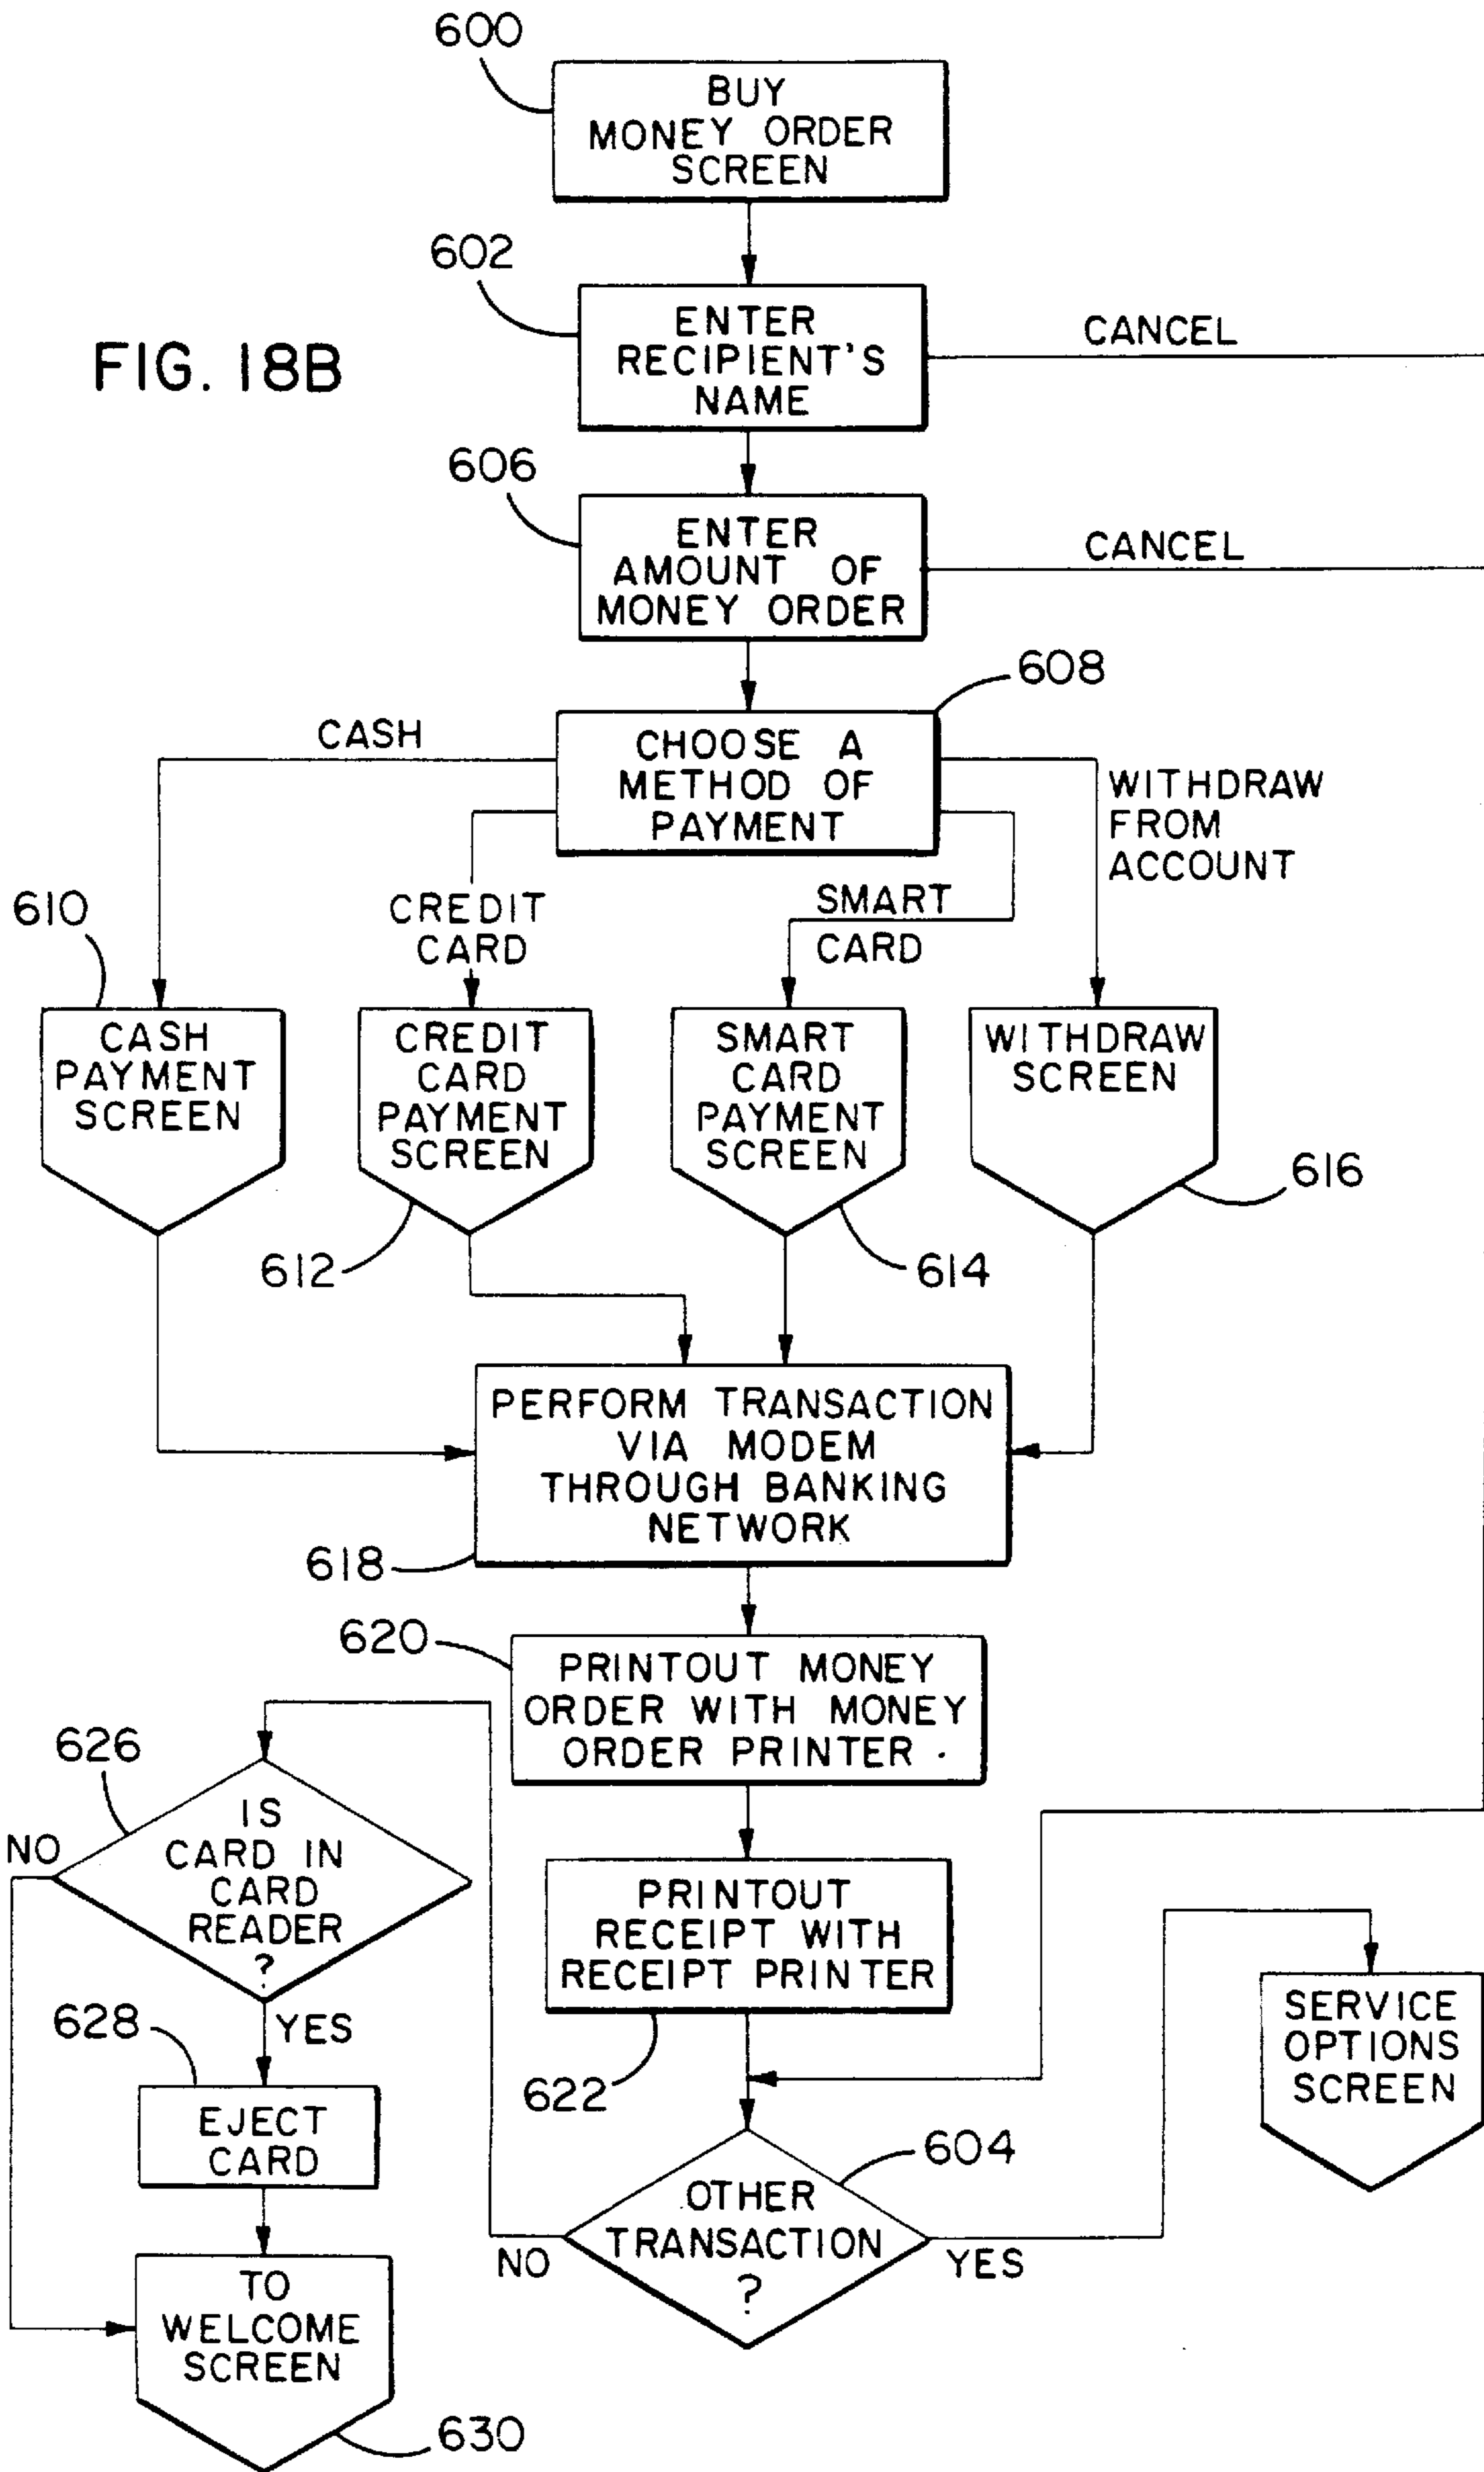 600
BUY
MONEY ORDER
SCREEN
602
FIG. 18B
ENTER
RECIPIENT'S
NAME
CANCEL
606
ENTER
AMOUNT OF
MONEY ORDER
CANCEL
608
CHOOSE A
METHOD OF
PAYMENT
CASH
CREDIT
CARD
SMART
CARD
WITHDRAW
FROM
ACCOUNT
610
CASH
PAYMENT
SCREEN
CREDIT
CARD
PAYMENT
SCREEN
612
SMART
CARD
PAYMENT
SCREEN
614
WITHDRAW
SCREEN
616
PERFORM TRANSACTION
VIA MODEM
THROUGH BANKING
NETWORK
618
620
PRINTOUT MONEY
ORDER WITH MONEY
ORDER PRINTER
PRINTOUT
RECEIPT WITH
RECEIPT PRINTER
622
604
OTHER
TRANSACTION
?
NO
YES
SERVICE
OPTIONS
SCREEN
626
IS
CARD IN
CARD
READER
?
NO
YES
628
EJECT
CARD
TO
WELCOME
SCREEN
630